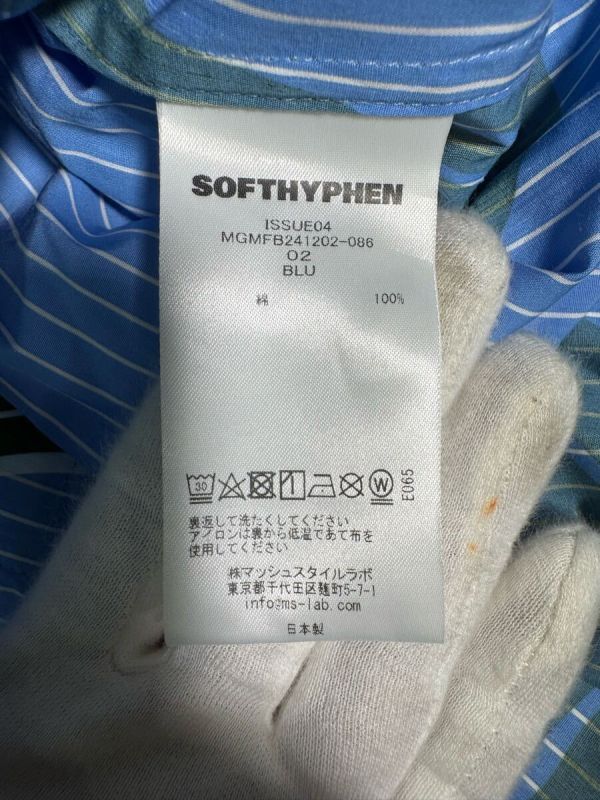 SOFTHYPHEN
ISSUE04
MGMFB241202-086
02
BLU
綿 100%
30 W E065
裏返して洗たくしてください
アイロンは裏から低温であて布を
使用してください
㈱マッシュスタイルラボ
東京都千代田区麹町5-7-1
info@ms-lab.com
日本製